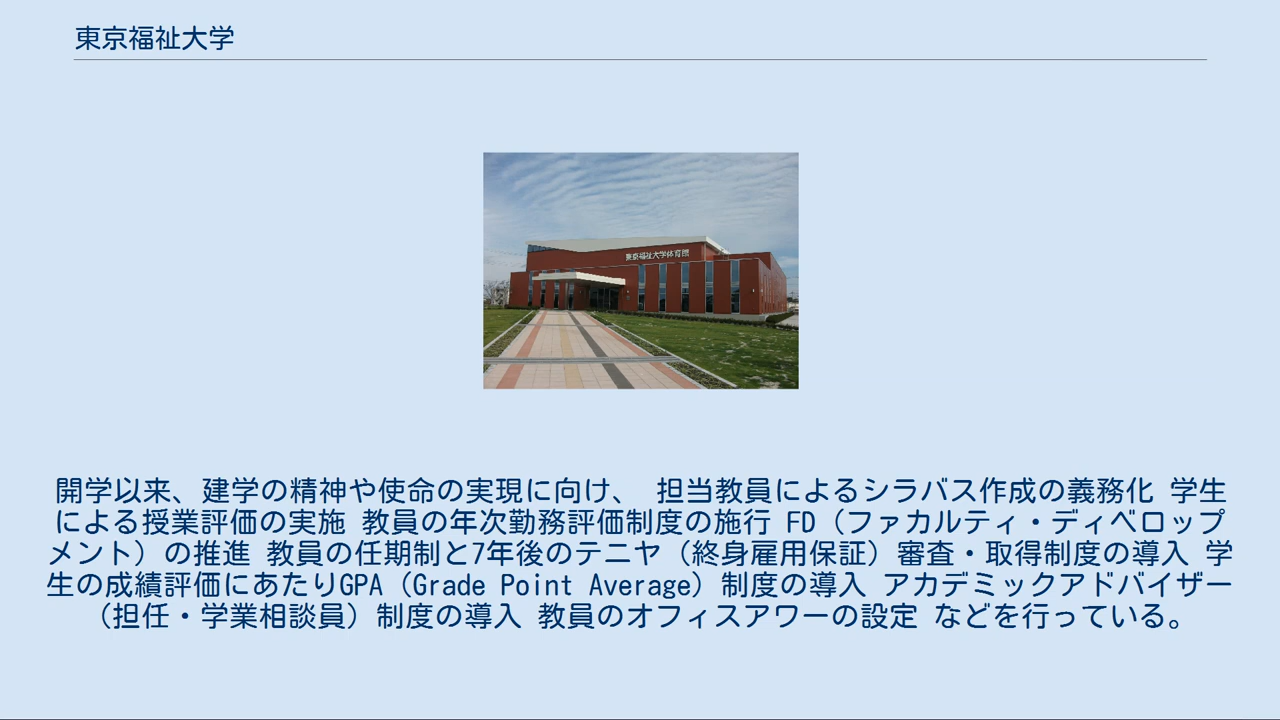 東京福祉大学
東京福祉大学体育館
開学以来、建学の精神や使命の実現に向け、 担当教員によるシラバス作成の義務化 学生
による授業評価の実施 教員の年次勤務評価制度の施行 FD（ファカルティ・ディベロップ
メント）の推進 教員の任期制と7年後のテニヤ（終身雇用保証）審査・取得制度の導入 学
生の成績評価にあたりGPA（Grade Point Average）制度の導入 アカデミックアドバイザー
（担任・学業相談員）制度の導入 教員のオフィスアワーの設定 などを行っている。